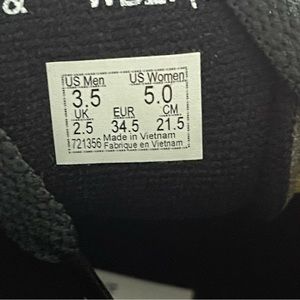 &
US Men US Women
3.5 5.0
UK EUR CM
2.5 34.5 21.5
721356 Made in Vietnam
Fabriqué en Vietnam